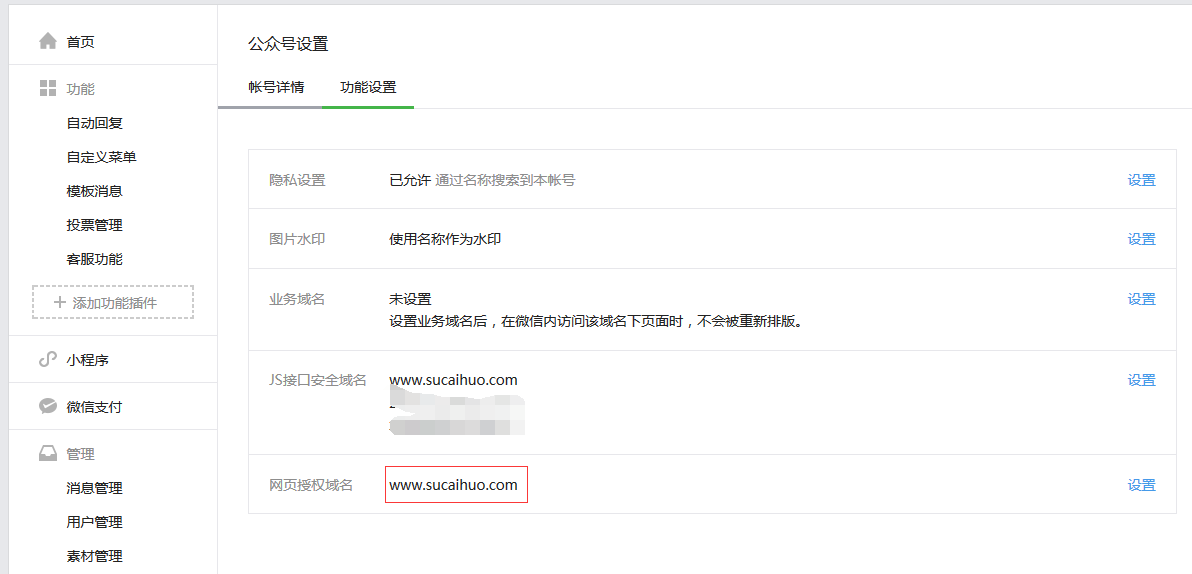 首页
功能
自动回复
自定义菜单
模板消息
投票管理
客服功能
添加功能插件
小程序
微信支付
管理
消息管理
用户管理
素材管理
公众号设置
帐号详情 功能设置
隐私设置 已允许 通过名称搜索到本帐号 设置
图片水印 使用名称作为水印 设置
业务域名 未设置 设置
设置业务域名后，在微信内访问该域名下页面时，不会被重新排版。
JS接口安全域名 www.sucaihuo.com 设置
网页授权域名 www.sucaihuo.com 设置